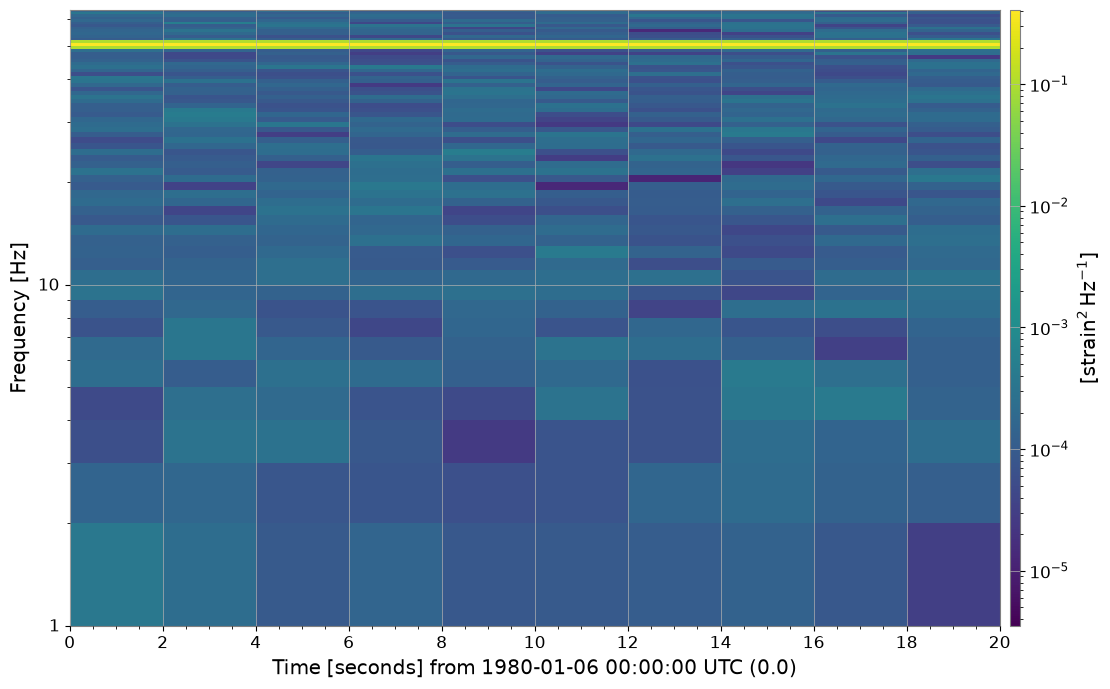 Frequency [Hz]
10
1
0 2 4 6 8 10 12 14 16 18 20
Time [seconds] from 1980-01-06 00:00:00 UTC (0.0)
10⁻¹
10⁻²
10⁻³
10⁻⁴
10⁻⁵
[strain² Hz⁻¹]